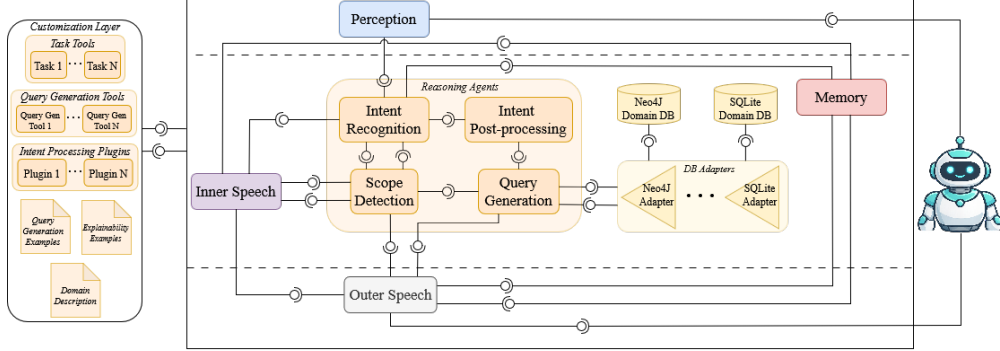 Customization Layer
Task Tools
Task 1 ··· Task N
Query Generation Tools
Query Gen
Tool 1
···
Query Gen
Tool N
Intent Processing Plugins
Plugin 1 ··· Plugin N
Query
Generation
Examples
Explainability
Examples
Domain
Description
Perception
Reasoning Agents
Intent
Recognition
Intent
Post-processing
Inner Speech
Scope
Detection
Query
Generation
Neo4J
Domain DB
SQLite
Domain DB
DB Adapters
Neo4J
Adapter
···
SQLite
Adapter
Memory
Outer Speech